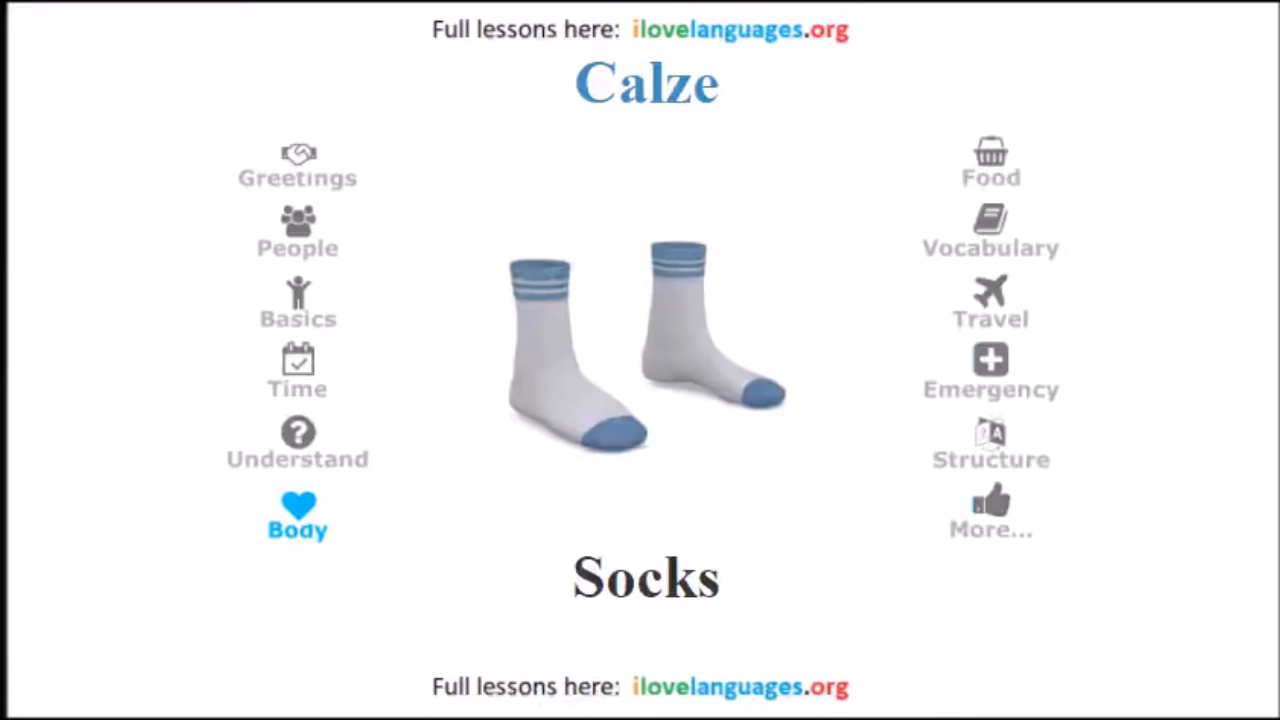 Full lessons here: ilovelanguages.org
Calze
Greetings
People
Basics
Time
Understand
Body
Food
Vocabulary
Travel
Emergency
Structure
More...
Socks
Full lessons here: ilovelanguages.org